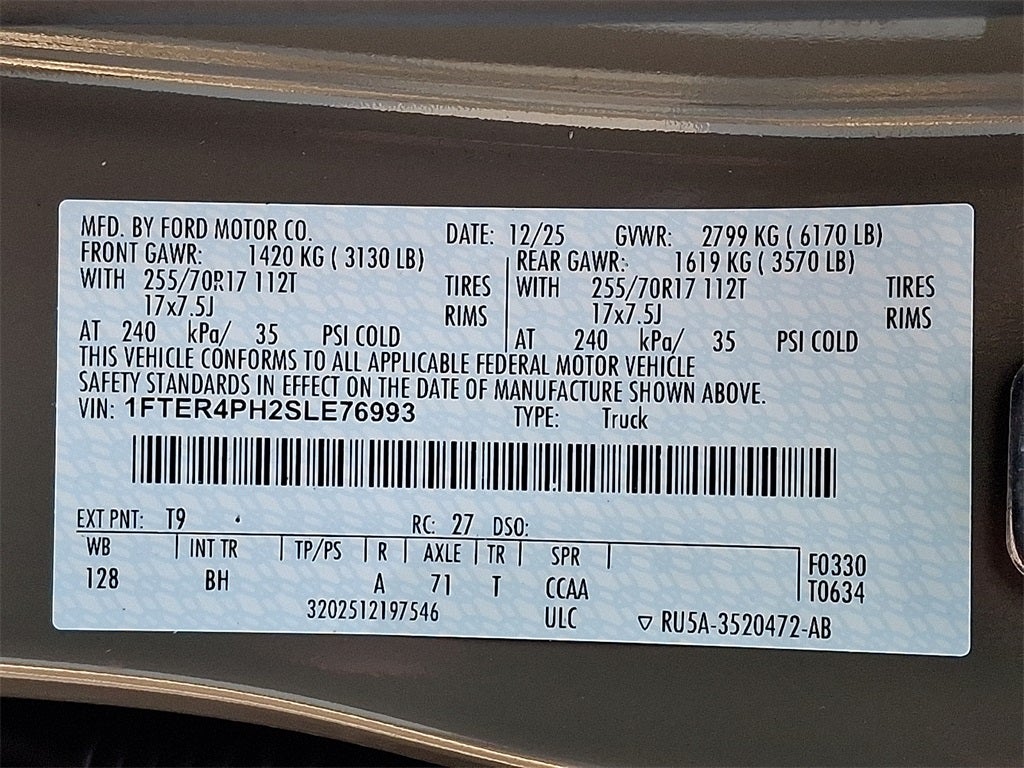 MFD. BY FORD MOTOR CO. DATE: 12/25 GVWR: 2799 KG ( 6170 LB)
FRONT GAWR: 1420 KG ( 3130 LB) REAR GAWR: 1619 KG ( 3570 LB)
WITH 255/70R17 112T TIRES WITH 255/70R17 112T TIRES
17x7.5J RIMS 17x7.5J RIMS
AT 240 kPa/ 35 PSI COLD AT 240 kPa/ 35 PSI COLD
THIS VEHICLE CONFORMS TO ALL APPLICABLE FEDERAL MOTOR VEHICLE
SAFETY STANDARDS IN EFFECT ON THE DATE OF MANUFACTURE SHOWN ABOVE.
VIN: 1FTER4PH2SLE76993 TYPE: Truck
EXT PNT: T9 RC: 27 DSO:
WB INT TR TP/PS R AXLE TR SPR F0330
128 BH A 71 T CCAA T0634
3202512197546 ULC ▽ RU5A-3520472-AB